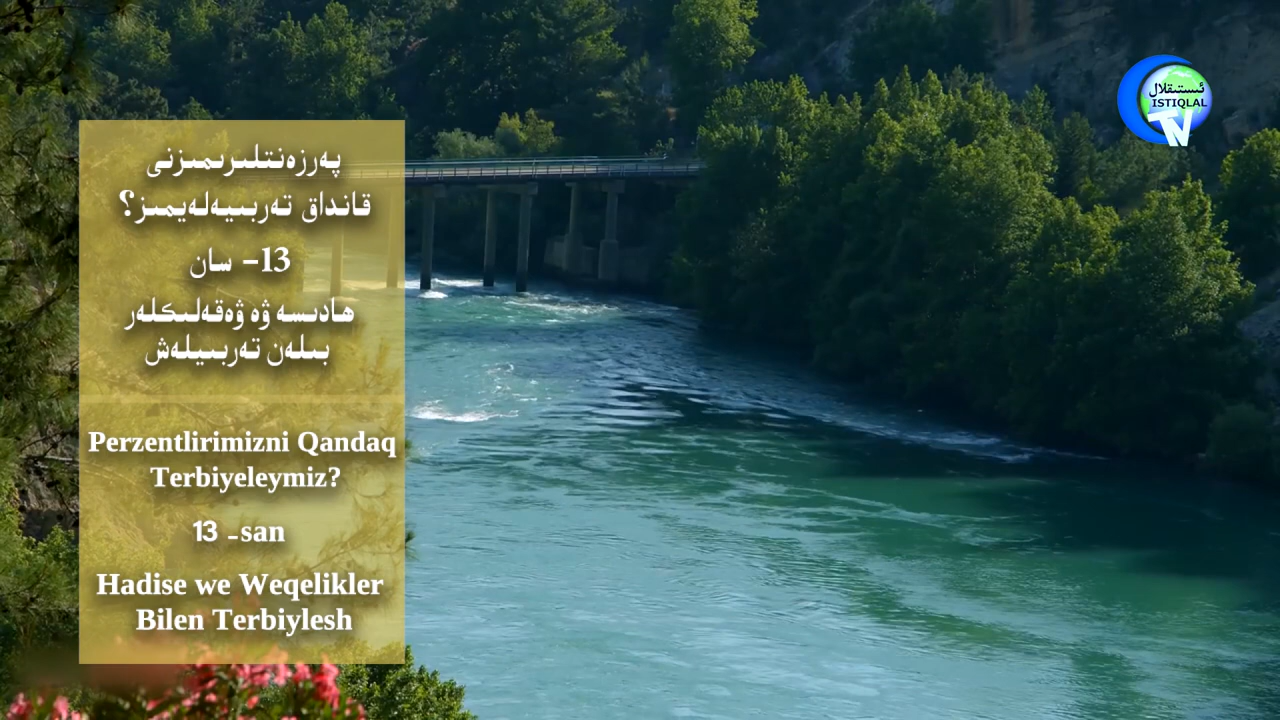 پەرزەنتلىرىمىزنى
قانداق تەربىيەلەيمىز؟
13- سان
ھادىسە ۋە ۋەقەلىكلەر
بىلەن تەربىيلەش
Perzentlirimizni Qandaq
Terbiyeleymiz?
13 -san
Hadise we Weqelikler
Bilen Terbiylesh
ئىستىقلال
ISTIQLAL
TV